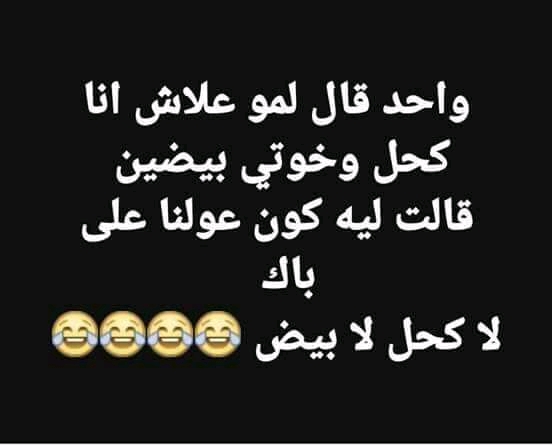 واحد قال لمو علاش انا
كحل وخوتي بيضين
قالت ليه كون عولنا على
باك
لا كحل لا بيض 😂😂😂😂